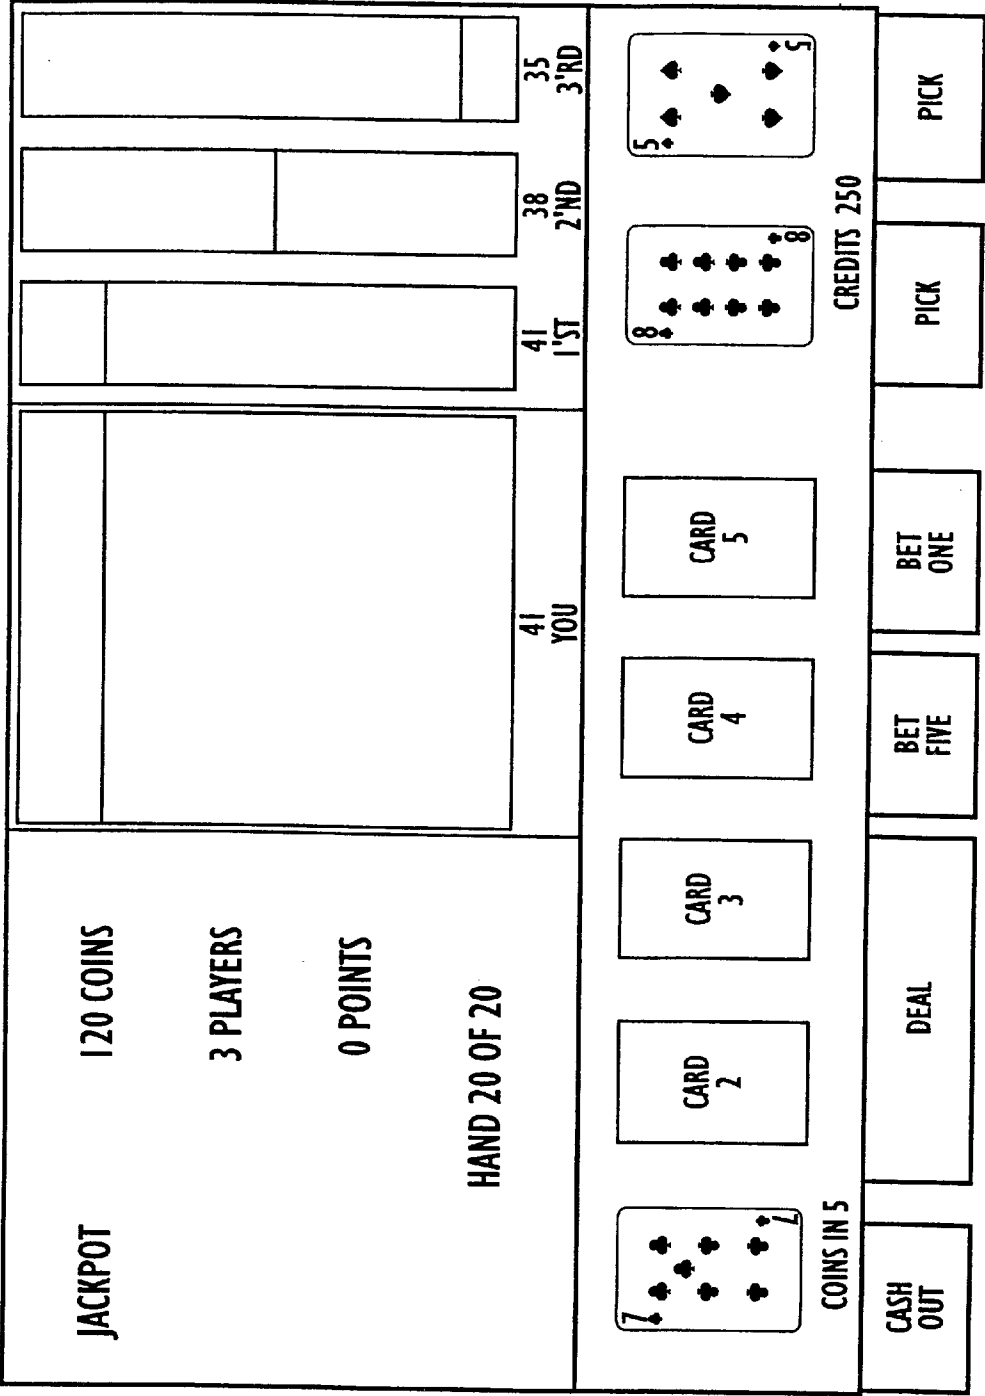 JACKPOT
120 COINS
3 PLAYERS
0 POINTS
HAND 20 OF 20
41
YOU
41
1'ST
38
2'ND
35
3'RD
7
7
CARD
2
CARD
3
CARD
4
CARD
5
8
8
5
5
COINS IN 5
CREDITS 250
CASH
OUT
DEAL
BET
FIVE
BET
ONE
PICK
PICK